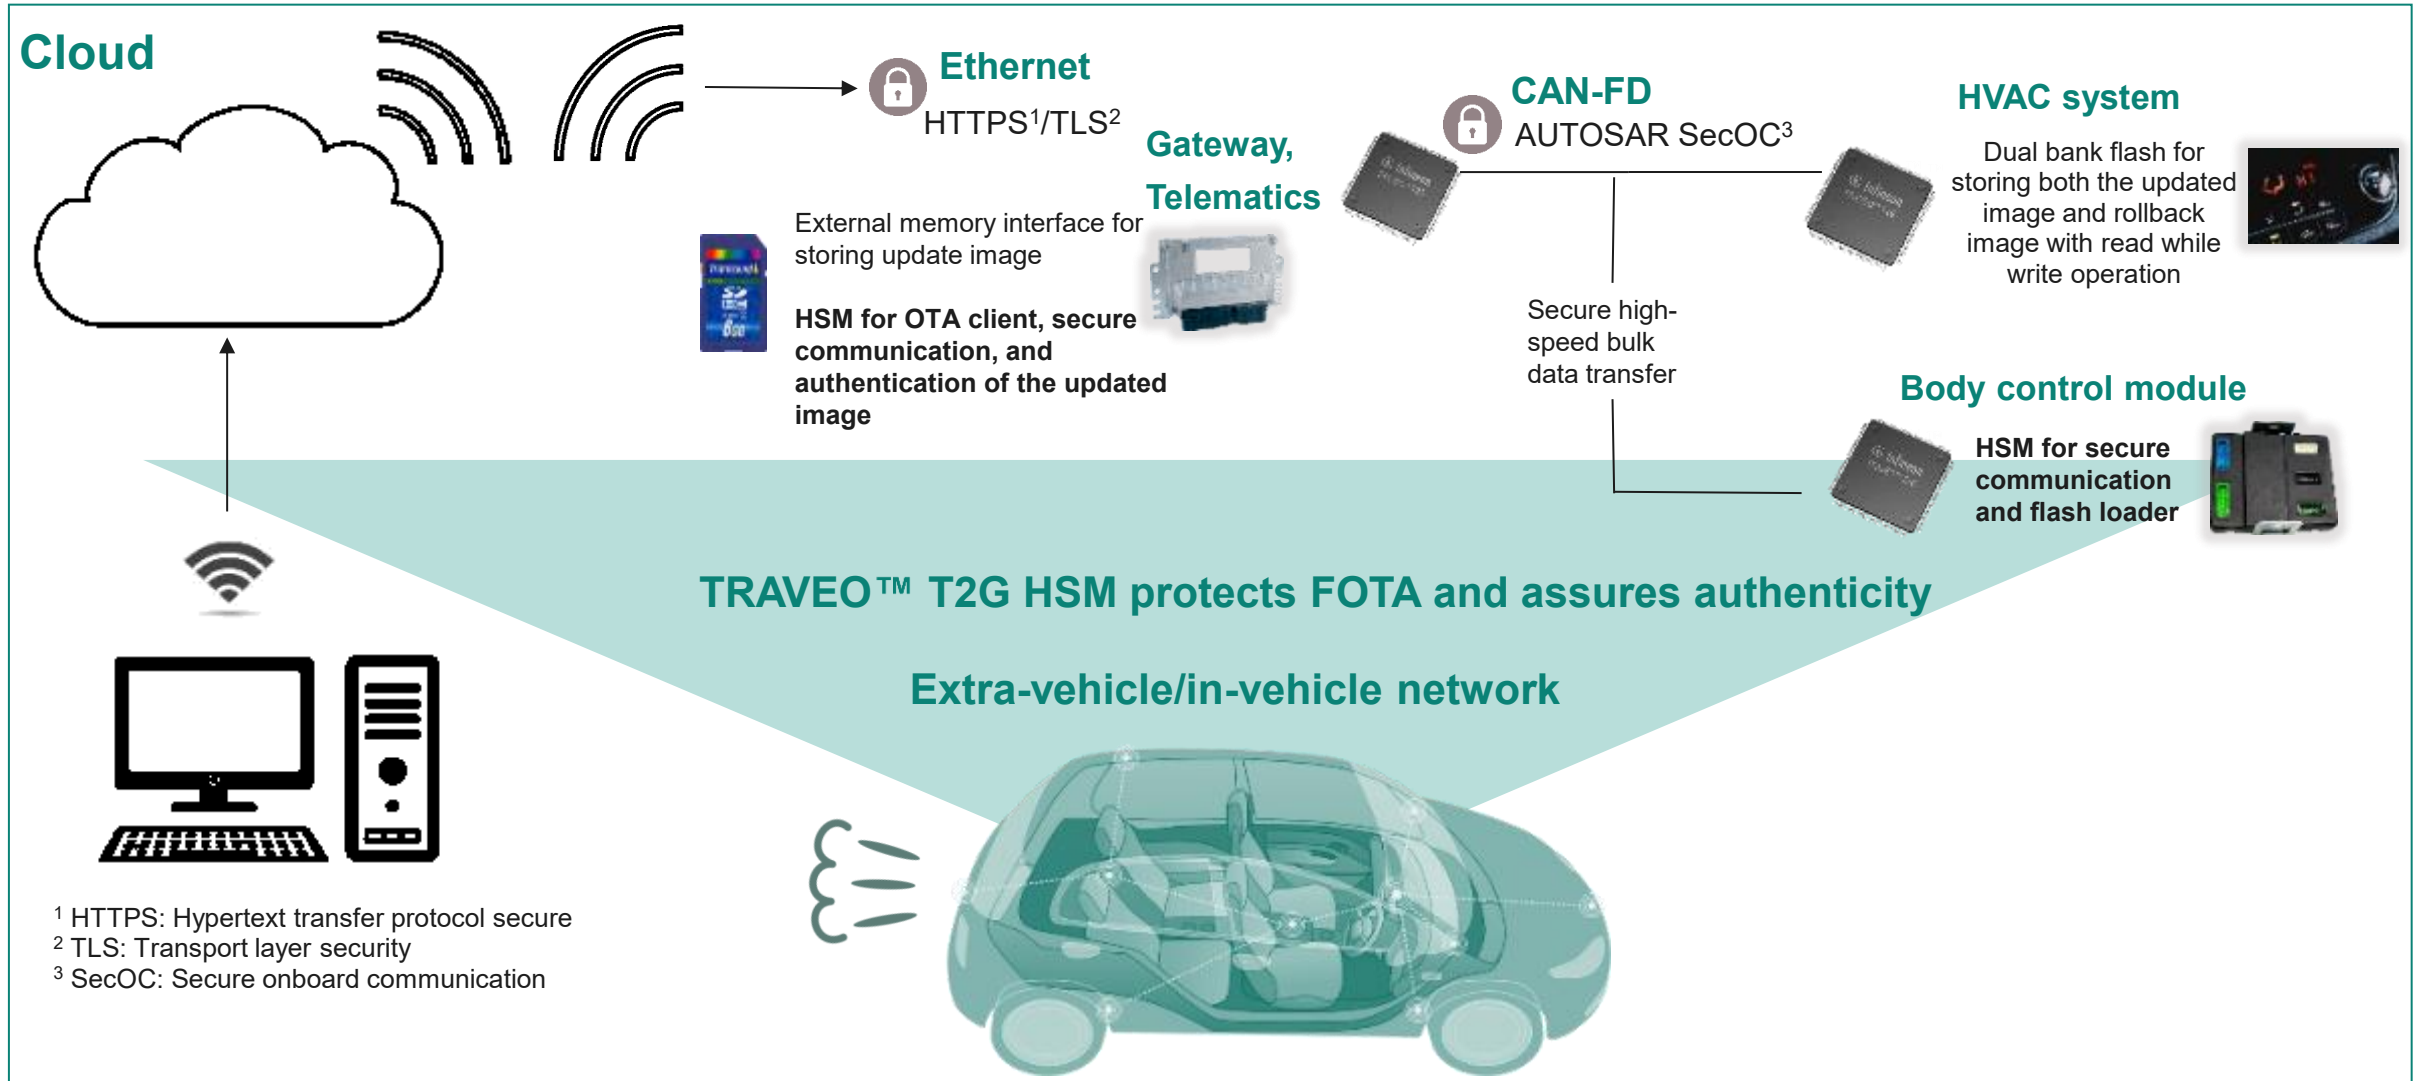 Cloud
Ethernet
HTTPS¹/TLS²
Gateway,
Telematics
External memory interface for
storing update image
HSM for OTA client, secure
communication, and
authentication of the updated
image
CAN-FD
AUTOSAR SecOC³
Secure high-
speed bulk
data transfer
HVAC system
Dual bank flash for
storing both the updated
image and rollback
image with read while
write operation
Body control module
HSM for secure
communication
and flash loader
Infineon
Infineon
Infineon
TRAVEO™ T2G HSM protects FOTA and assures authenticity
Extra-vehicle/in-vehicle network
¹ HTTPS: Hypertext transfer protocol secure
² TLS: Transport layer security
³ SecOC: Secure onboard communication